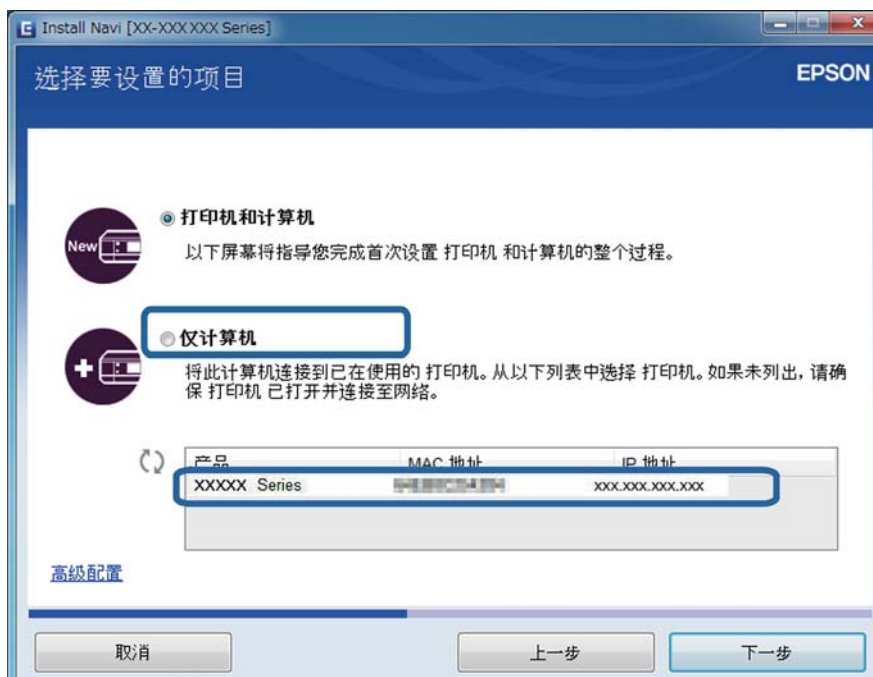 Install Navi [XX-XXX XXX Series]
选择要设置的项目
EPSON
New
打印机和计算机
以下屏幕将指导您完成首次设置 打印机 和计算机的整个过程。
仅计算机
将此计算机连接到已在使用的 打印机。从以下列表中选择 打印机。如果未列出，请确
保 打印机 已打开并连接至网络。
产品 MAC 地址 IP 地址
XXXXX Series xxx.xxx.xxx.xxx
高级配置
取消 上一步 下一步